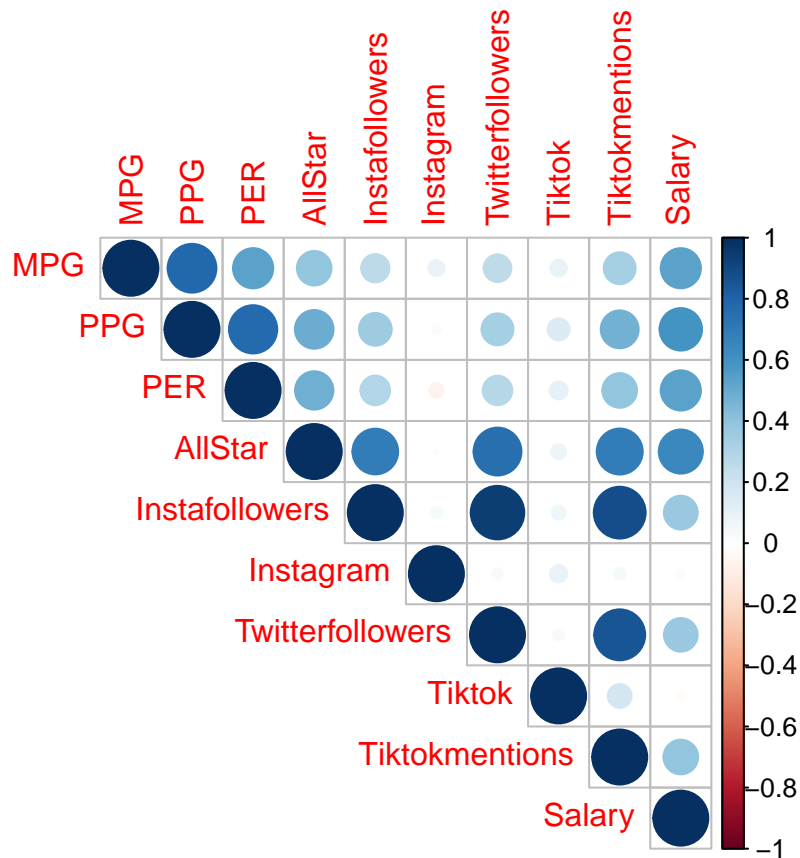 MPG
PPG
PER
AllStar
Instafollowers
Instagram
Twitterfollowers
Tiktok
Tiktokmentions
Salary
MPG
PPG
PER
AllStar
Instafollowers
Instagram
Twitterfollowers
Tiktok
Tiktokmentions
Salary
1
0.8
0.6
0.4
0.2
0
−0.2
−0.4
−0.6
−0.8
−1